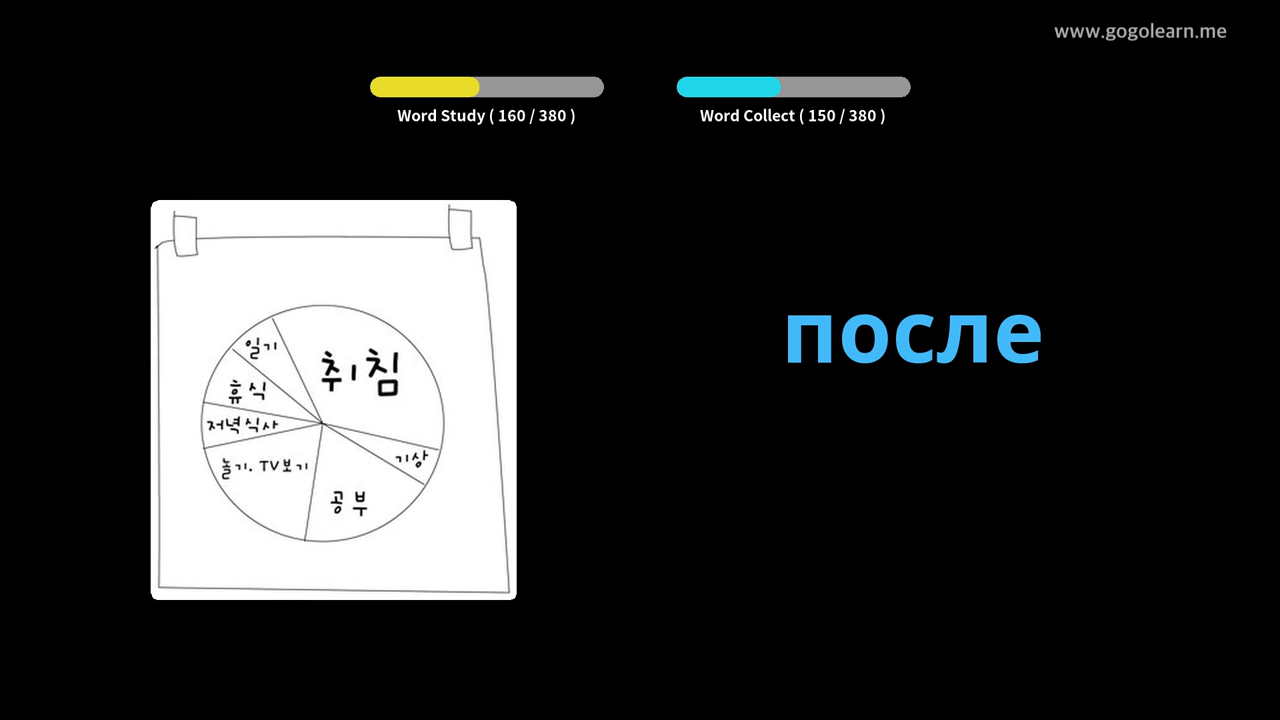 www.gogolearn.me
Word Study ( 160 / 380 )
Word Collect ( 150 / 380 )
일기
취침
휴식
저녁식사
놀기. TV보기
기상
공부
после